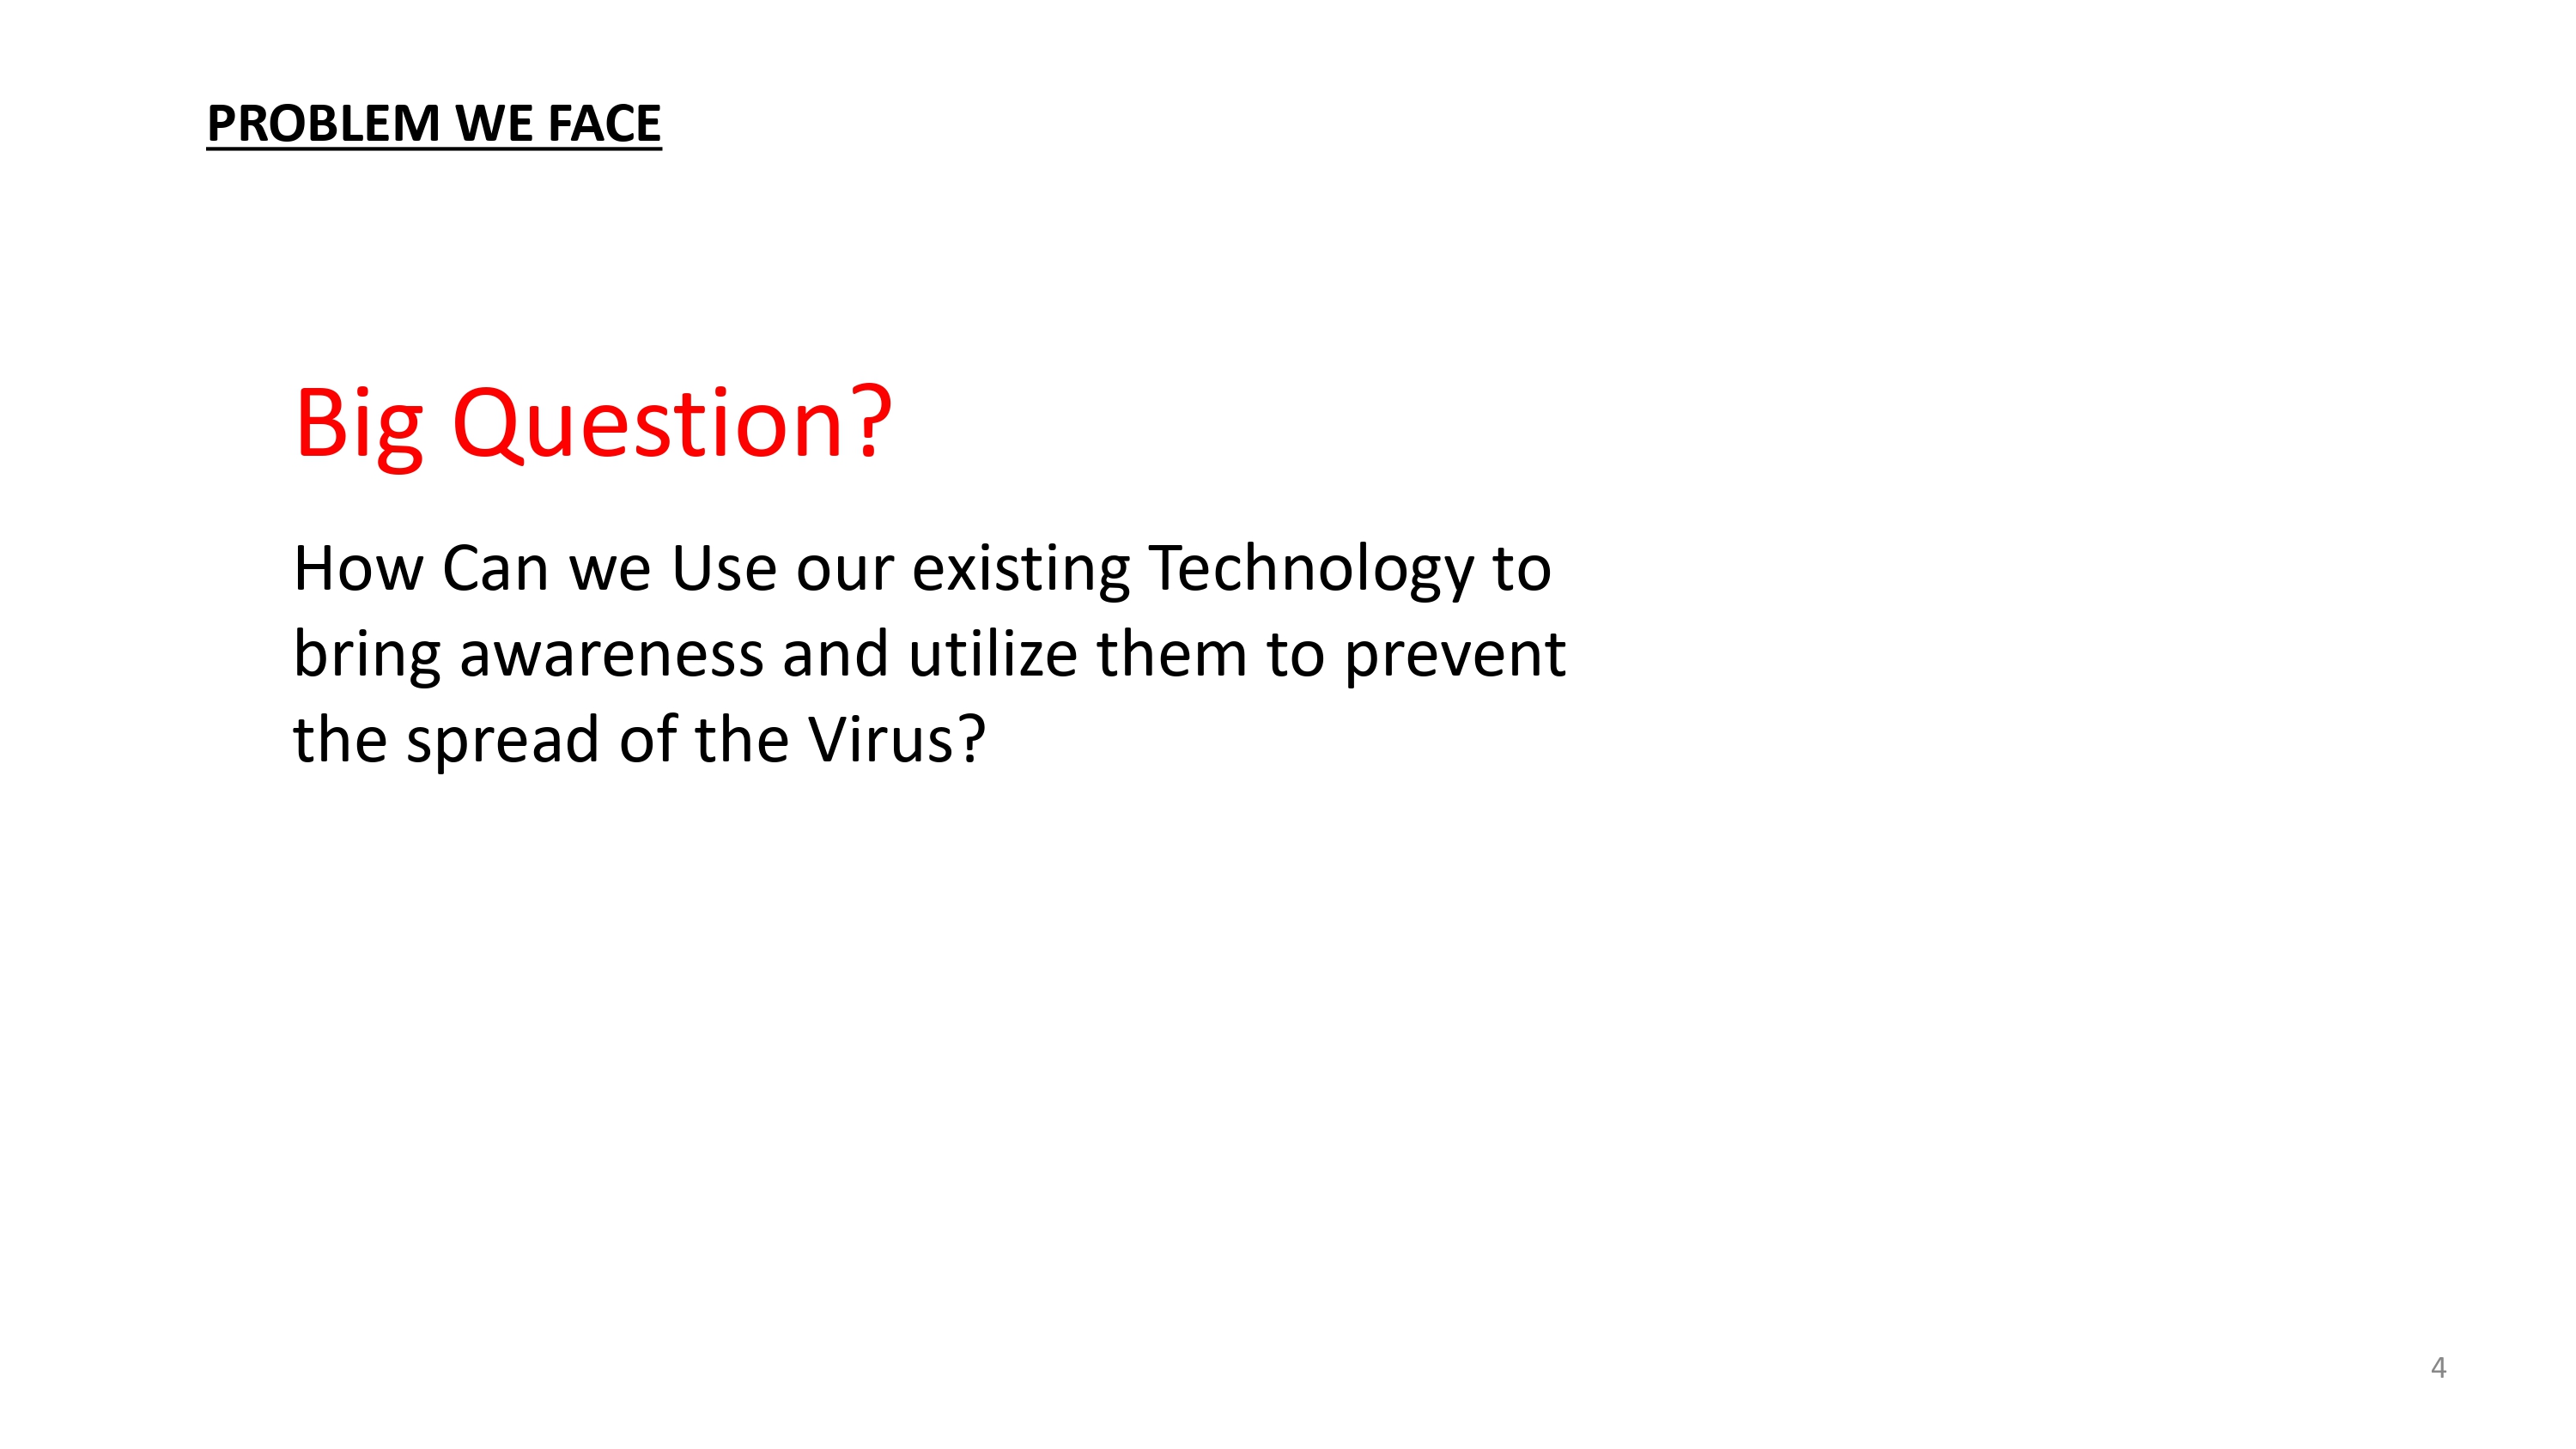 PROBLEM WE FACE
Big Question?
How Can we Use our existing Technology to
bring awareness and utilize them to prevent
the spread of the Virus?
4